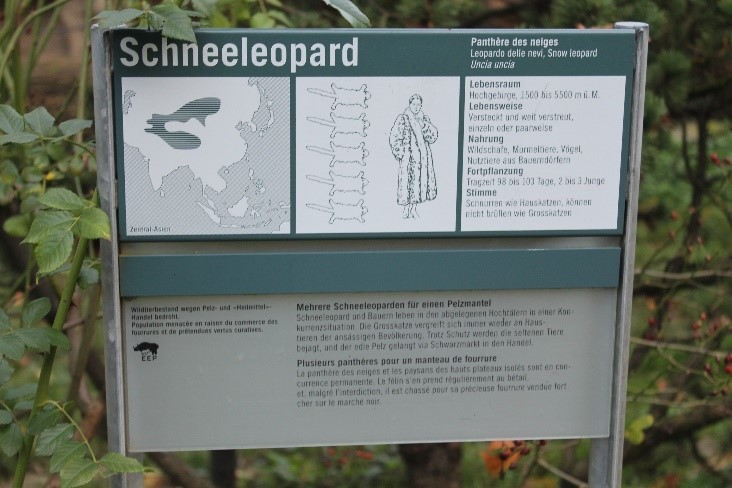 Schneeleopard
Panthère des neiges
Leopardo delle nevi, Snow leopard
Uncia uncia
Zentral-Asien
Lebensraum
Hochgebirge, 1500 bis 5500 m ü. M.
Lebensweise
Versteckt und weit verstreut,
einzeln oder paarweise
Nahrung
Wildschafe, Murmeltiere, Vögel,
Nutztiere aus Bauerndörfern
Fortpflanzung
Tragzeit 98 bis 103 Tage, 2 bis 3 Junge
Stimme
Schnurren wie Hauskatzen, können
nicht brüllen wie Grosskatzen
Wildtierbestand wegen Pelz- und «Heilmittel»-
Handel bedroht.
Population menacée en raison du commerce des
fourrures et de prétendues vertus curatives.
EEP
Mehrere Schneeleoparden für einen Pelzmantel
Schneeleopard und Bauern leben in den abgelegenen Hochtälern in einer Kon-
kurrenzsituation. Die Grosskatze vergreift sich immer wieder an Haus-
tieren der ansässigen Bevölkerung. Trotz Schutz werden die seltenen Tiere
bejagt, und der edle Pelz gelangt via Schwarzmarkt in den Handel.
Plusieurs panthères pour un manteau de fourrure
La panthère des neiges et les paysans des hauts plateaux isolés sont en con-
currence permanente. Le félin s'en prend régulièrement au bétail,
et, malgré l'interdiction, il est chassé pour sa précieuse fourrure vendue fort
cher sur le marché noir.